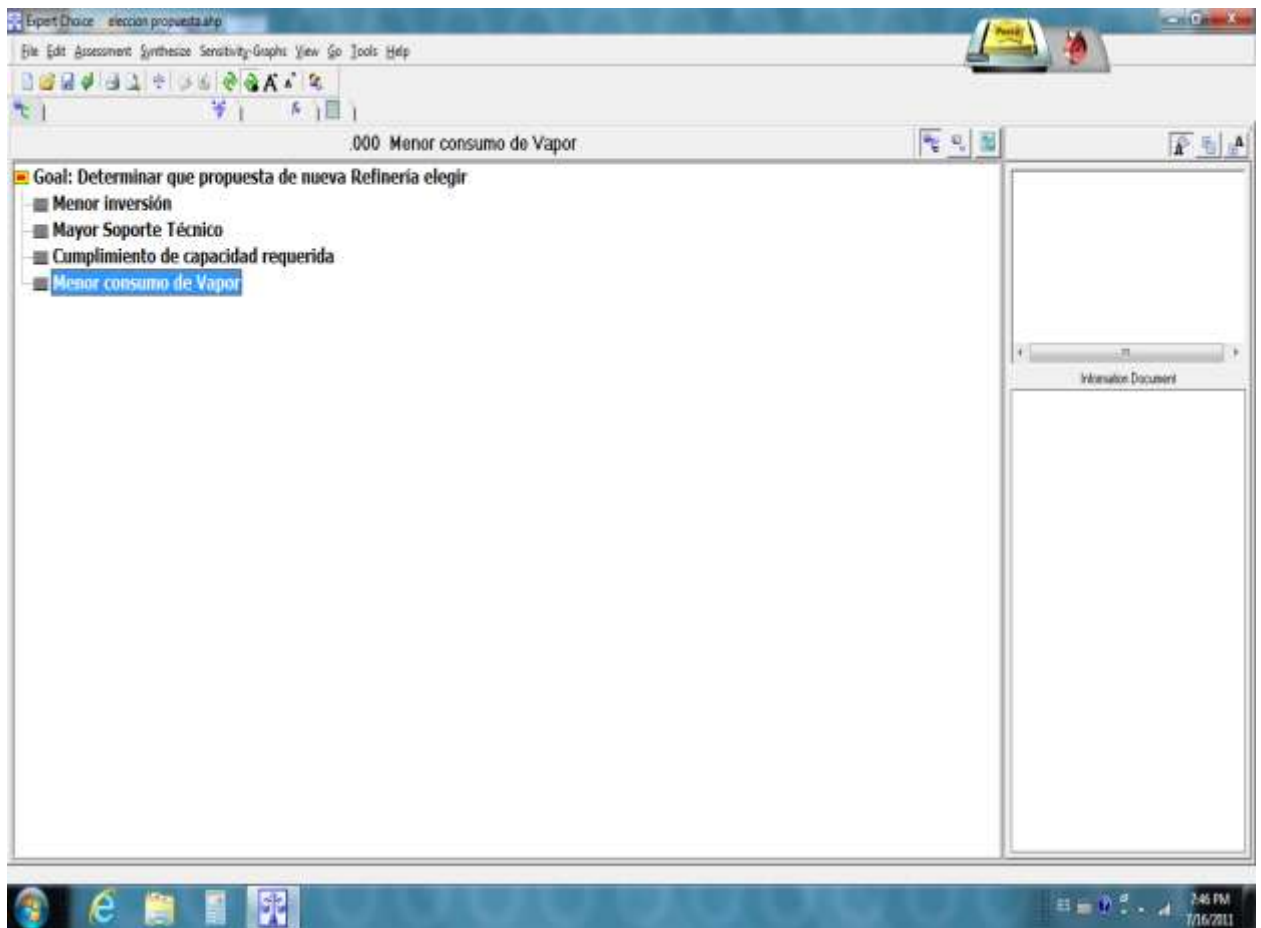 Expert Choice eleccion propuesta.ahp
File Edit Assessment Synthesize Sensitivity-Graphs View Go Tools Help
.000 Menor consumo de Vapor
Goal: Determinar que propuesta de nueva Refinería elegir
Menor inversión
Mayor Soporte Técnico
Cumplimiento de capacidad requerida
Menor consumo de Vapor
Information Document
2:46 PM
7/16/2011